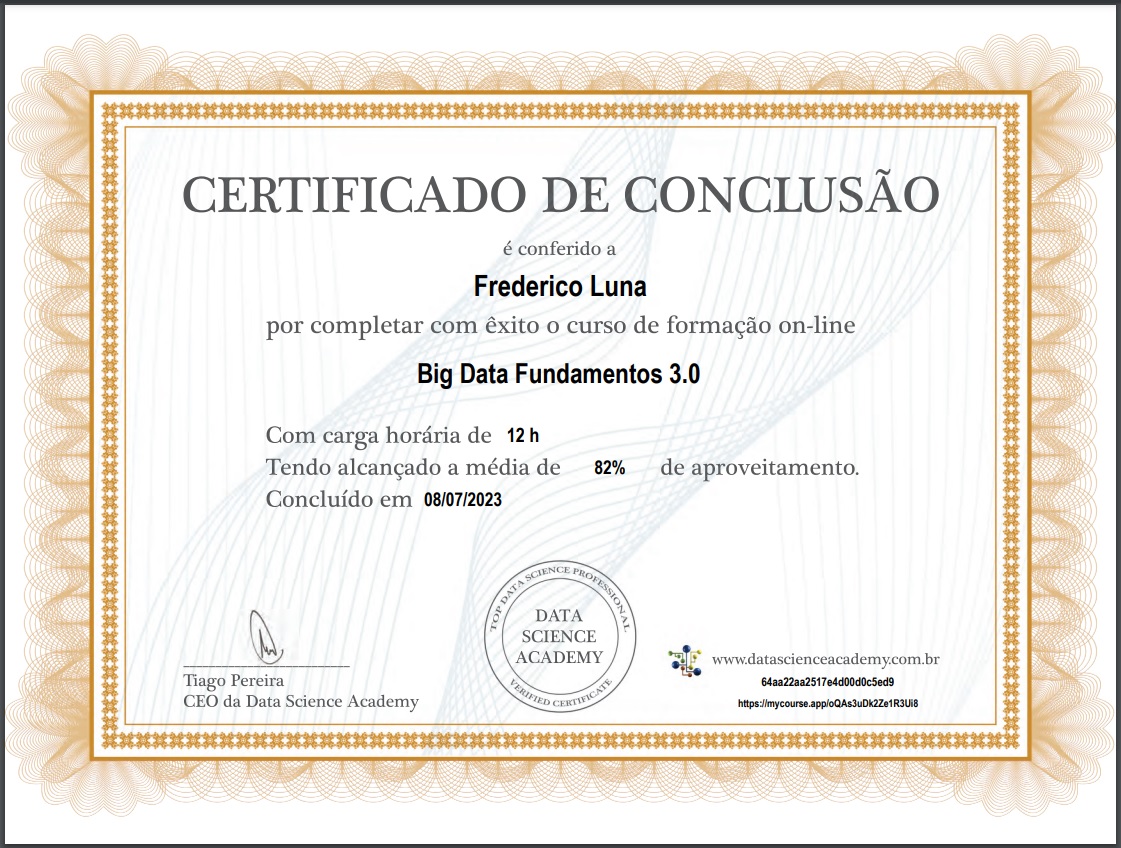 CERTIFICADO DE CONCLUSÃO
é conferido a
Frederico Luna
por completar com êxito o curso de formação on-line
Big Data Fundamentos 3.0
Com carga horária de 12 h
Tendo alcançado a média de 82% de aproveitamento.
Concluído em 08/07/2023
TOP DATA SCIENCE PROFESSIONAL
DATA
SCIENCE
ACADEMY
VERIFIED CERTIFICATE
Tiago Pereira
CEO da Data Science Academy
www.datascienceacademy.com.br
64aa22aa2517e4d00d0c5ed9
https://mycourse.app/oQAs3uDk2Ze1R3Ui8